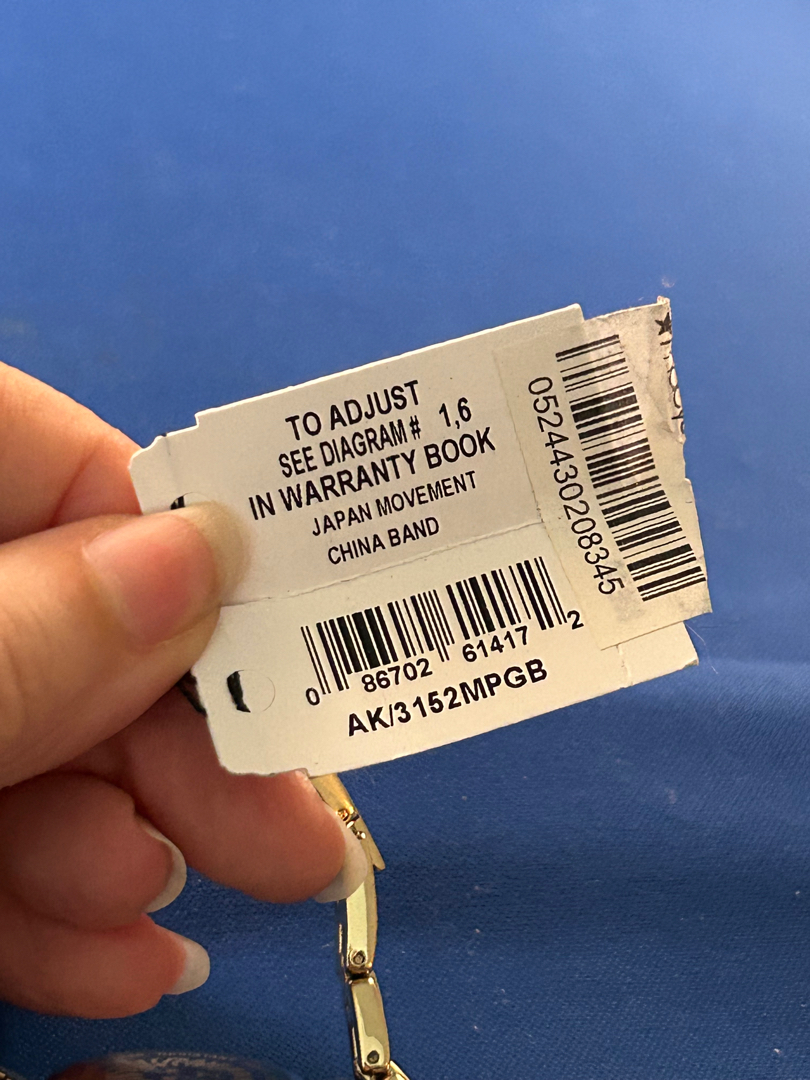 TO ADJUST
SEE DIAGRAM # 1,6
IN WARRANTY BOOK
JAPAN MOVEMENT
CHINA BAND
0 86702 61417 2
AK/3152MPGB
0524430208345